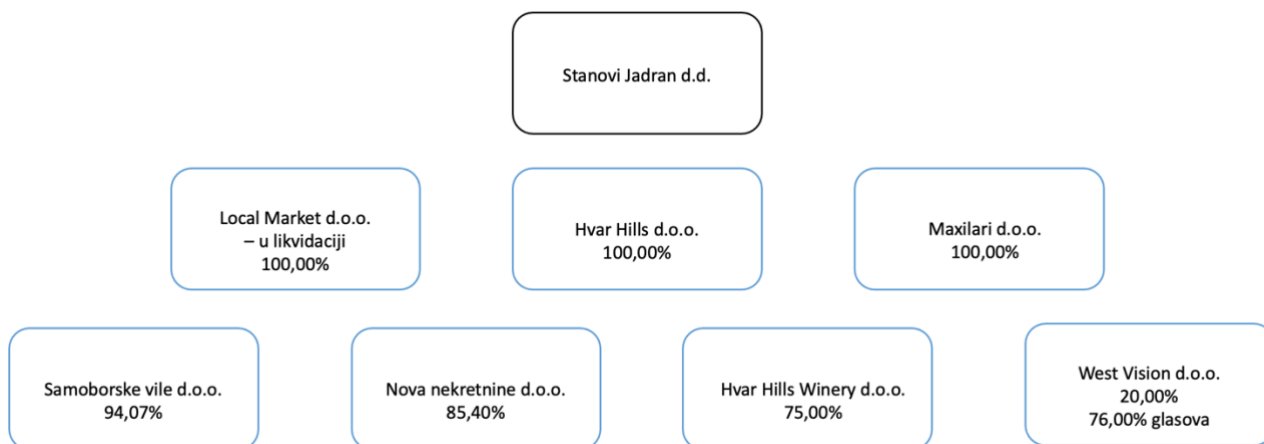 Stanovi Jadran d.d.
Local Market d.o.o.
– u likvidaciji
100,00%
Hvar Hills d.o.o.
100,00%
Maxilari d.o.o.
100,00%
Samoborske vile d.o.o.
94,07%
Nova nekretnine d.o.o.
85,40%
Hvar Hills Winery d.o.o.
75,00%
West Vision d.o.o.
20,00%
76,00% glasova